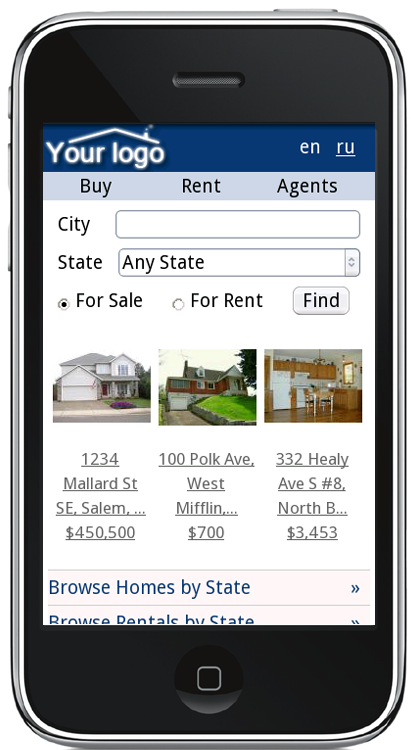 Your logo
en ru
Buy Rent Agents
City
State Any State
For Sale For Rent Find
1234
Mallard St
SE, Salem, ...
$450,500
100 Polk Ave,
West
Mifflin,...
$700
332 Healy
Ave S #8,
North B...
$3,453
Browse Homes by State »
Browse Rentals by State »